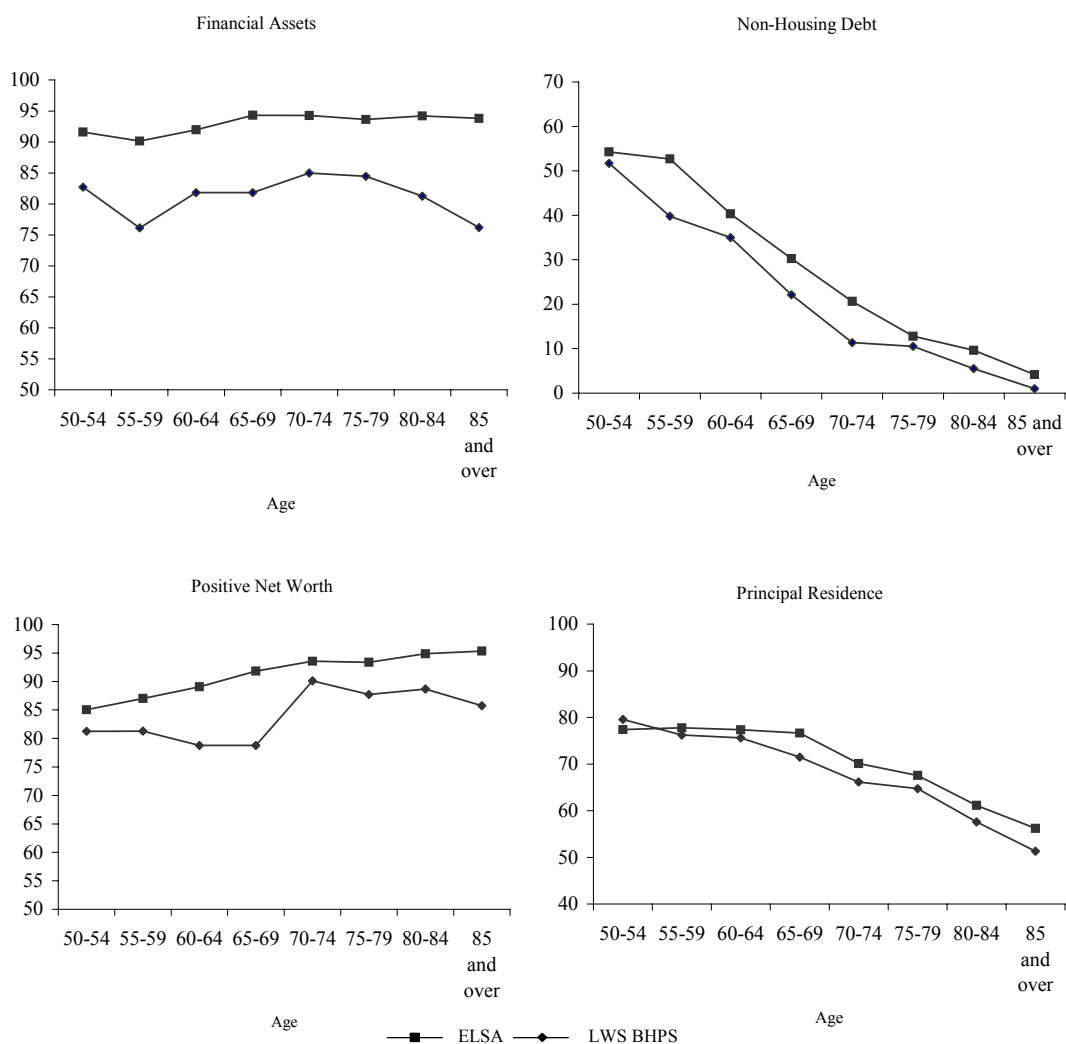 Financial Assets
100
95
90
85
80
75
70
65
60
55
50
50-54 55-59 60-64 65-69 70-74 75-79 80-84 85
and
over
Age
Non-Housing Debt
70
60
50
40
30
20
10
0
50-54 55-59 60-64 65-69 70-74 75-79 80-84 85 and
over
Age
Positive Net Worth
100
95
90
85
80
75
70
65
60
55
50
50-54 55-59 60-64 65-69 70-74 75-79 80-84 85
and
over
Age
Principal Residence
100
90
80
70
60
50
40
50-54 55-59 60-64 65-69 70-74 75-79 80-84 85
and
over
Age
ELSA LWS BHPS